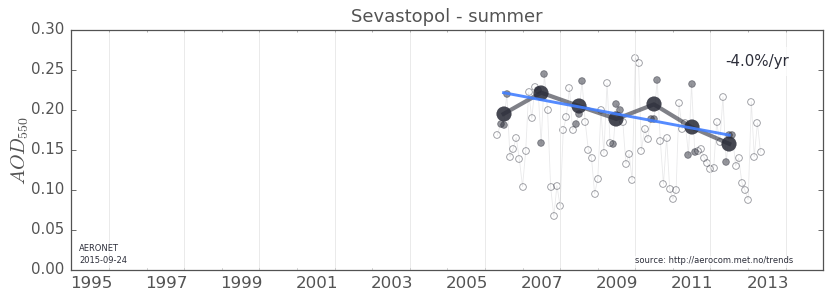 Sevastopol - summer
0.30
0.25
0.20
0.15
0.10
0.05
0.00
AOD550
-4.0%/yr
AERONET
2015-09-24
source: http://aerocom.met.no/trends
1995 1997 1999 2001 2003 2005 2007 2009 2011 2013